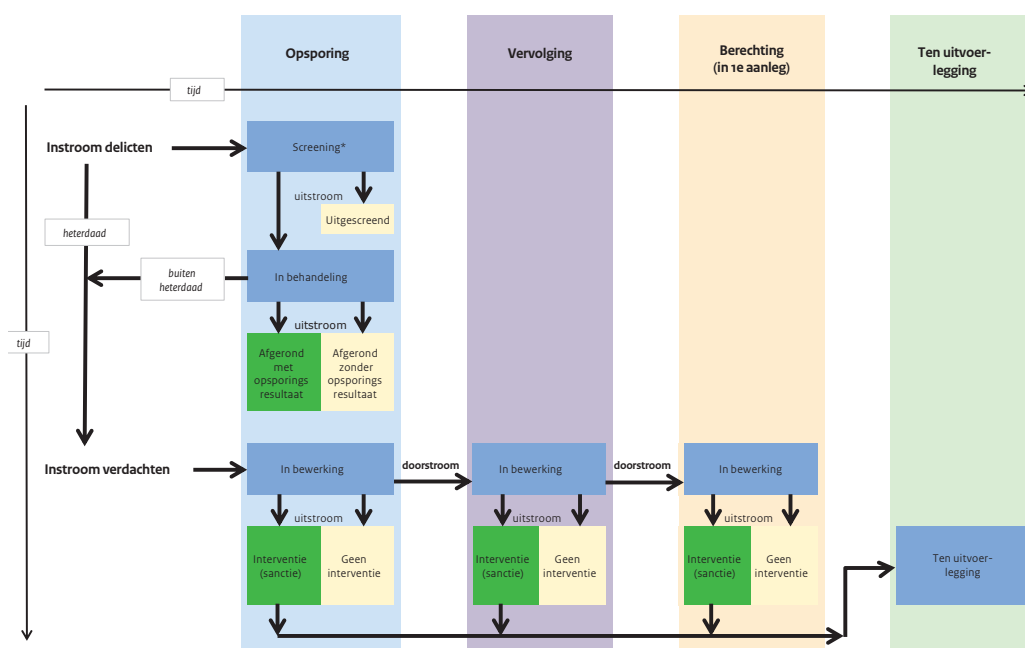 Opsporing
Vervolging
Berechting
(in 1e aanleg)
Ten uitvoer-
legging
tijd
Instroom delicten
Screening*
uitstroom
Uitgescreend
heterdaad
buiten
heterdaad
In behandeling
uitstroom
tijd
Afgerond
met
opsporings
resultaat
Afgerond
zonder
opsporings
resultaat
Instroom verdachten
In bewerking
doorstroom
In bewerking
doorstroom
In bewerking
uitstroom
uitstroom
uitstroom
Interventie
(sanctie)
Geen
interventie
Interventie
(sanctie)
Geen
interventie
Interventie
(sanctie)
Geen
interventie
Ten uitvoer-
legging